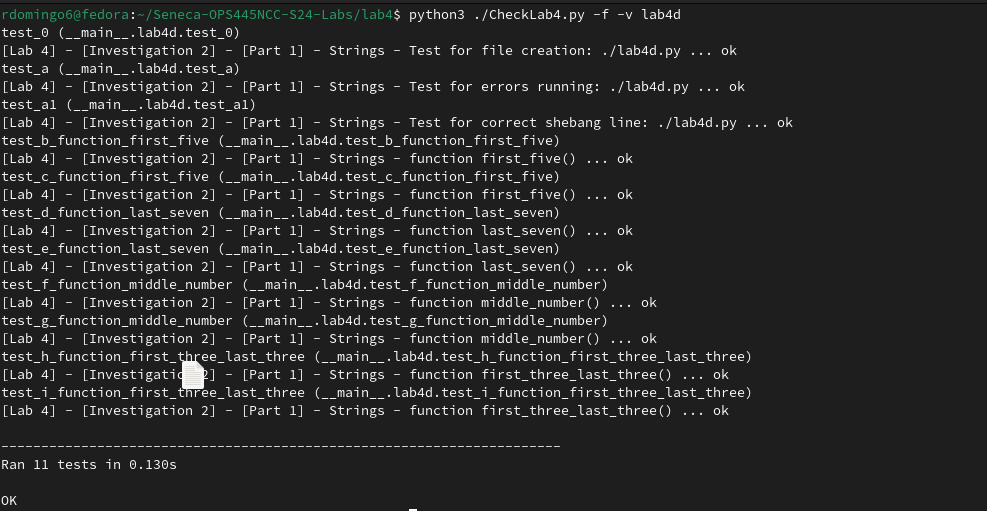 rdomingo6@fedora:~/Seneca-OPS445NCC-S24-Labs/lab4$ python3 ./CheckLab4.py -f -v lab4d
test_0 (__main__.lab4d.test_0)
[Lab 4] - [Investigation 2] - [Part 1] - Strings - Test for file creation: ./lab4d.py ... ok
test_a (__main__.lab4d.test_a)
[Lab 4] - [Investigation 2] - [Part 1] - Strings - Test for errors running: ./lab4d.py ... ok
test_a1 (__main__.lab4d.test_a1)
[Lab 4] - [Investigation 2] - [Part 1] - Strings - Test for correct shebang line: ./lab4d.py ... ok
test_b_function_first_five (__main__.lab4d.test_b_function_first_five)
[Lab 4] - [Investigation 2] - [Part 1] - Strings - function first_five() ... ok
test_c_function_first_five (__main__.lab4d.test_c_function_first_five)
[Lab 4] - [Investigation 2] - [Part 1] - Strings - function first_five() ... ok
test_d_function_last_seven (__main__.lab4d.test_d_function_last_seven)
[Lab 4] - [Investigation 2] - [Part 1] - Strings - function last_seven() ... ok
test_e_function_last_seven (__main__.lab4d.test_e_function_last_seven)
[Lab 4] - [Investigation 2] - [Part 1] - Strings - function last_seven() ... ok
test_f_function_middle_number (__main__.lab4d.test_f_function_middle_number)
[Lab 4] - [Investigation 2] - [Part 1] - Strings - function middle_number() ... ok
test_g_function_middle_number (__main__.lab4d.test_g_function_middle_number)
[Lab 4] - [Investigation 2] - [Part 1] - Strings - function middle_number() ... ok
test_h_function_first_three_last_three (__main__.lab4d.test_h_function_first_three_last_three)
[Lab 4] - [Investigatio 2] - [Part 1] - Strings - function first_three_last_three() ... ok
test_i_function_first_three_last_three (__main__.lab4d.test_i_function_first_three_last_three)
[Lab 4] - [Investigation 2] - [Part 1] - Strings - function first_three_last_three() ... ok
----------------------------------------------------------------------
Ran 11 tests in 0.130s
OK